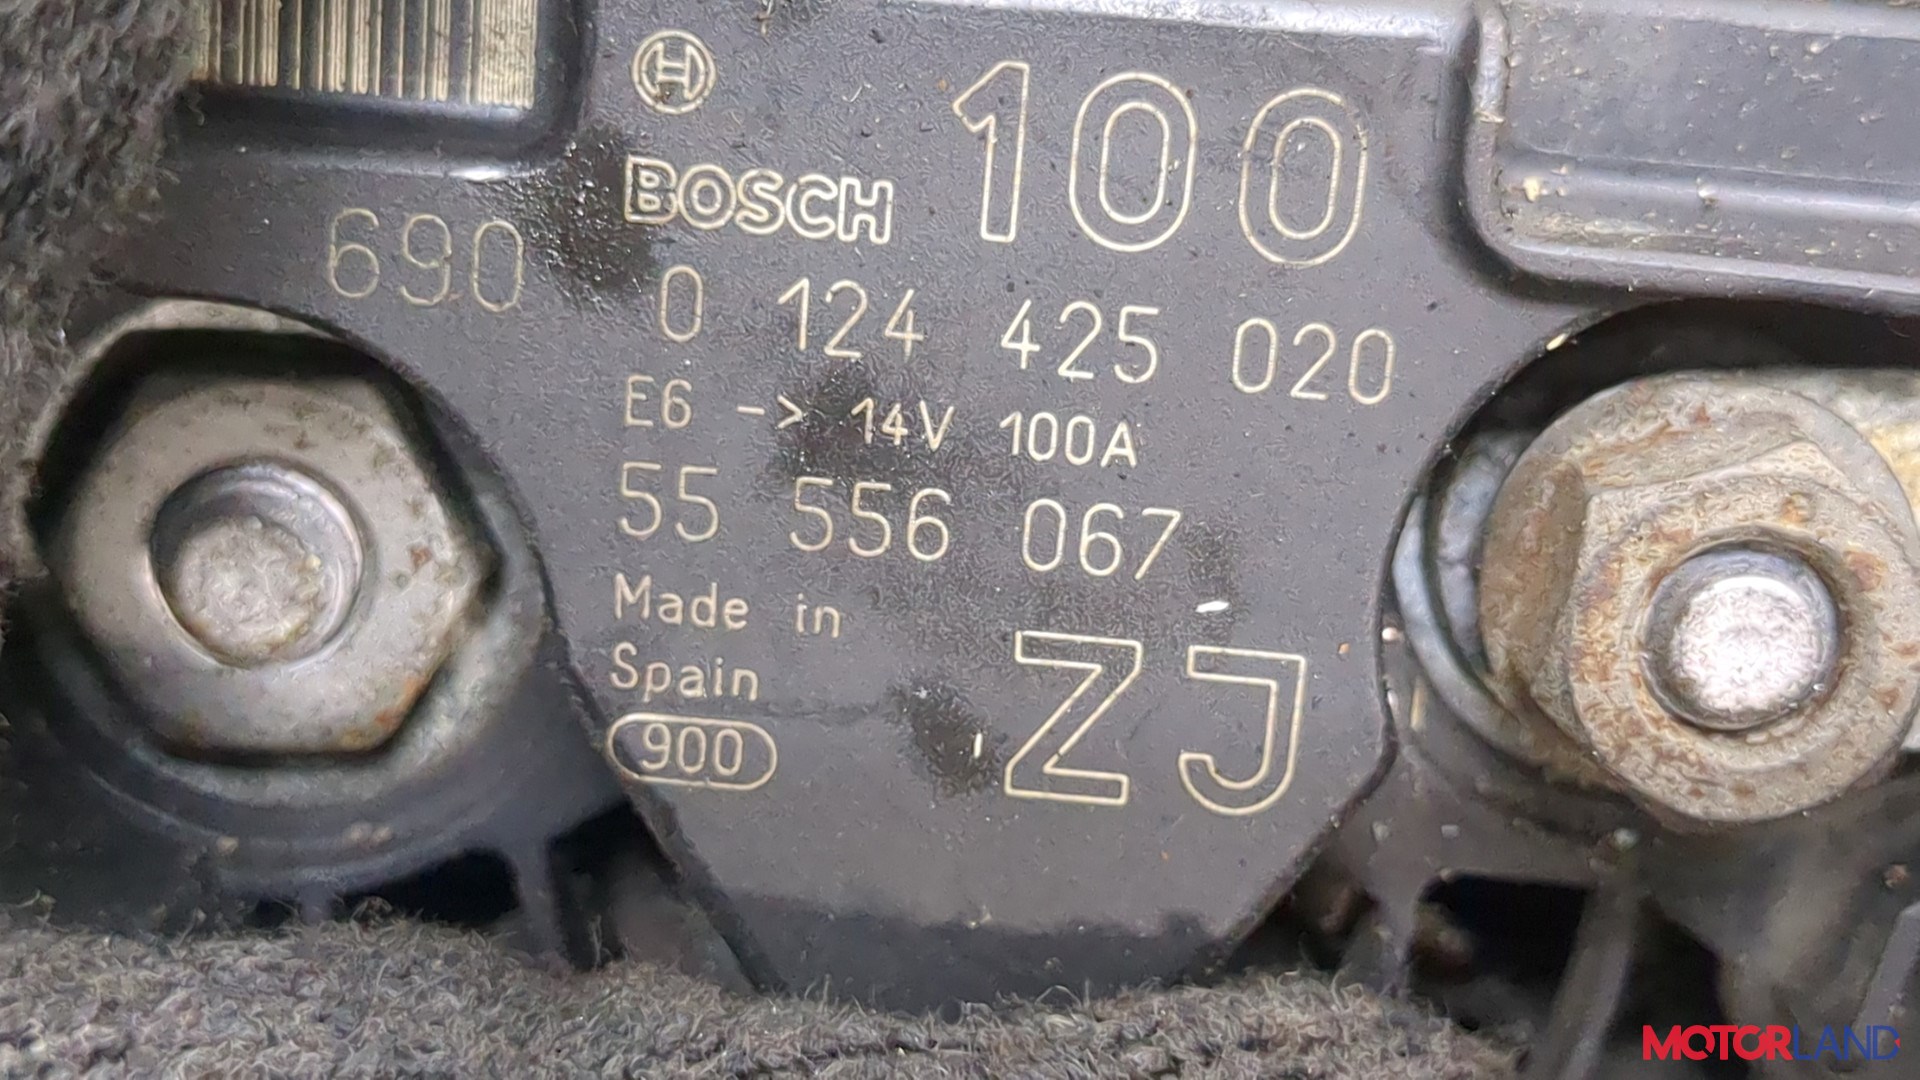 BOSCH 100
690 0 124 425 020
E6 -> 14V 100A
55 556 067
Made in
Spain
900
ZJ
MOTORLAND